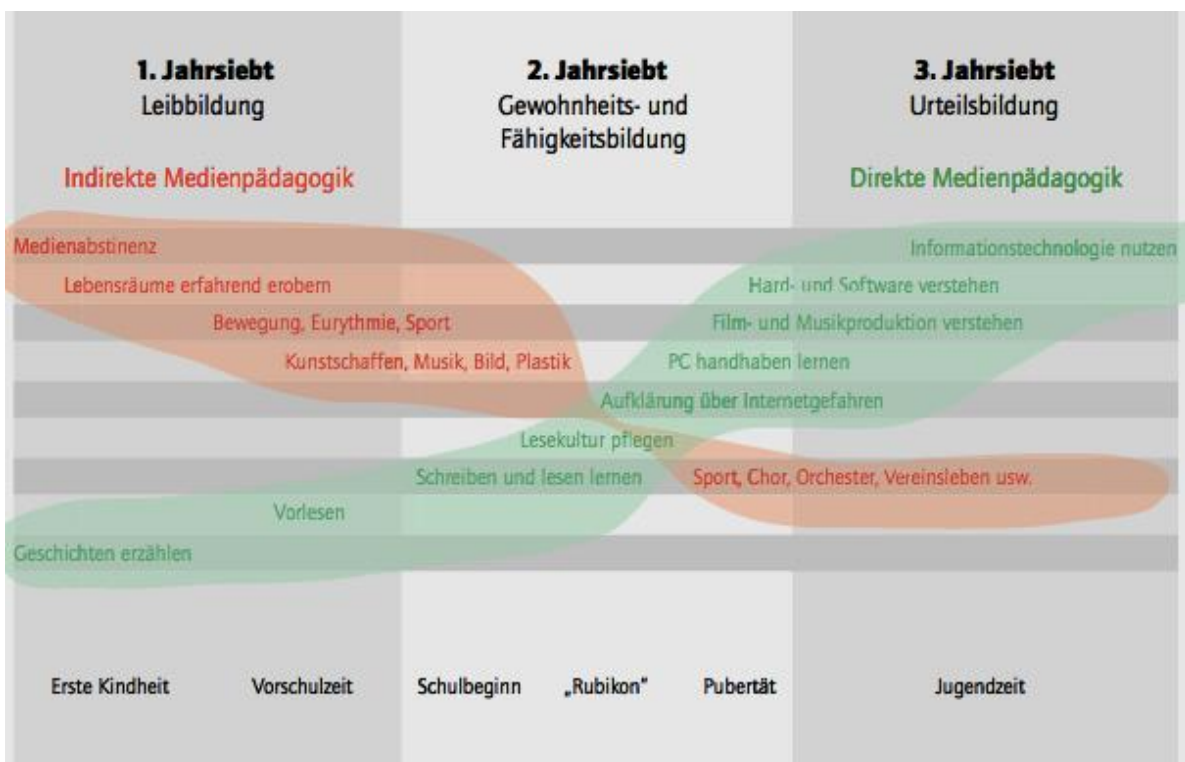 1. Jahrsiebt
Leibbildung
2. Jahrsiebt
Gewohnheits- und
Fähigkeitsbildung
3. Jahrsiebt
Urteilsbildung
Indirekte Medienpädagogik
Direkte Medienpädagogik
Medienabstinenz
Informationstechnologie nutzen
Lebensräume erfahrend erobern
Hard- und Software verstehen
Bewegung, Eurythmie, Sport
Film- und Musikproduktion verstehen
Kunstschaffen, Musik, Bild, Plastik
PC handhaben lernen
Aufklärung über Internetgefahren
Lesekultur pflegen
Schreiben und lesen lernen
Sport, Chor, Orchester, Vereinsleben usw.
Vorlesen
Geschichten erzählen
Erste Kindheit
Vorschulzeit
Schulbeginn
„Rubikon"
Pubertät
Jugendzeit